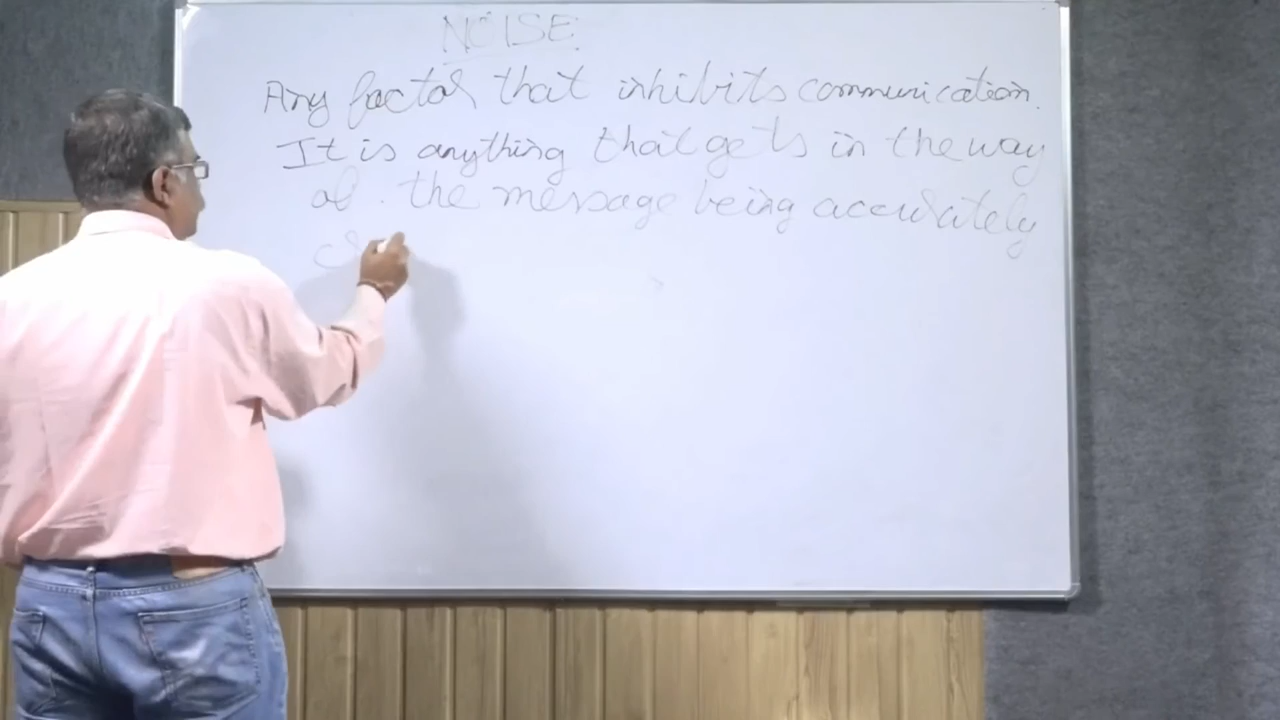 NOISE
Any factor that inhibits communication.
It is anything that gets in the way
of the message being accurately